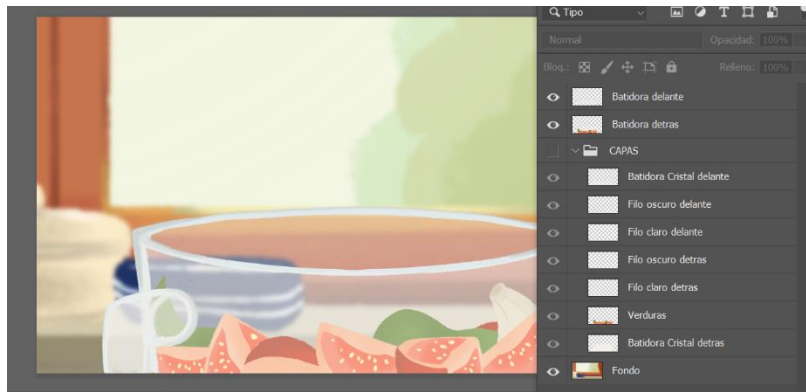 Tipo
Normal Opacidad: 100%
Bloq.: Relleno: 100%
Batidora delante
Batidora detras
CAPAS
Batidora Cristal delante
Filo oscuro delante
Filo claro delante
Filo oscuro detras
Filo claro detras
Verduras
Batidora Cristal detras
Fondo